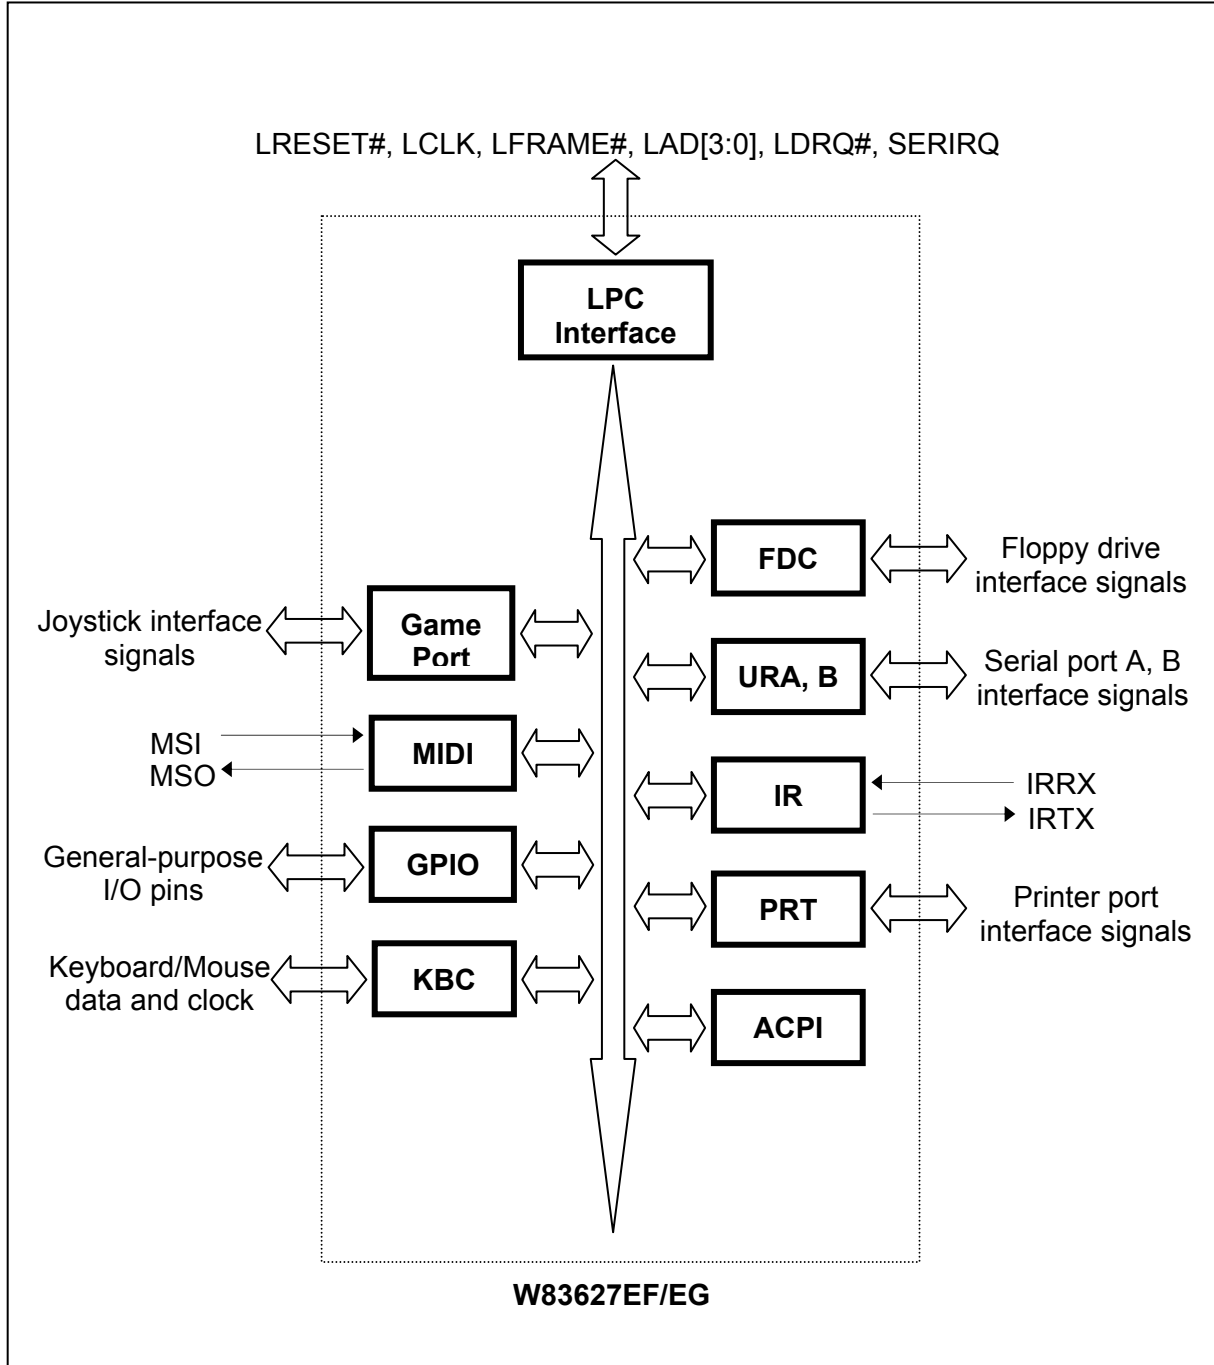 LRESET#, LCLK, LFRAME#, LAD[3:0], LDRQ#, SERIRQ
LPC
Interface
FDC
Floppy drive
interface signals
Joystick interface
signals
Game
Port
URA, B
Serial port A, B
interface signals
MSI
MSO
MIDI
IR
IRRX
IRTX
General-purpose
I/O pins
GPIO
PRT
Printer port
interface signals
Keyboard/Mouse
data and clock
KBC
ACPI
W83627EF/EG